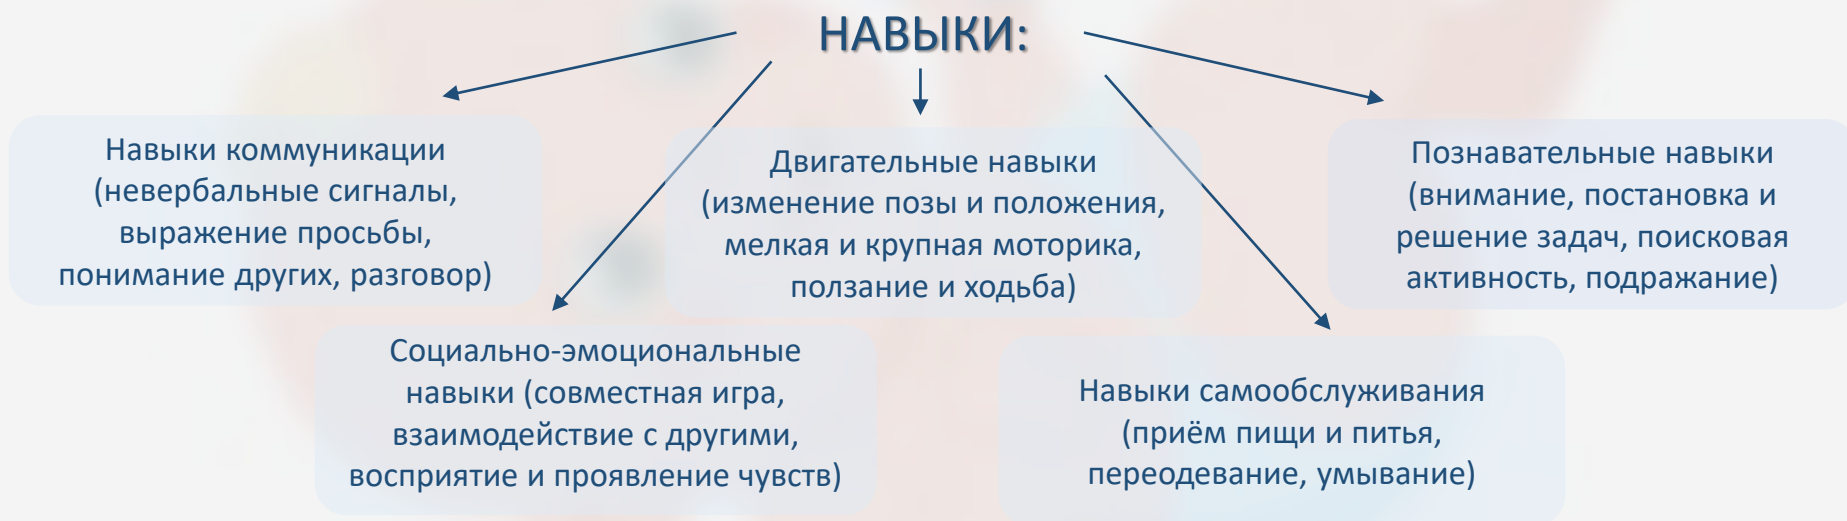 НАВЫКИ:
Навыки коммуникации
(невербальные сигналы,
выражение просьбы,
понимание других, разговор)
Двигательные навыки
(изменение позы и положения,
мелкая и крупная моторика,
ползание и ходьба)
Познавательные навыки
(внимание, постановка и
решение задач, поисковая
активность, подражание)
Социально-эмоциональные
навыки (совместная игра,
взаимодействие с другими,
восприятие и проявление чувств)
Навыки самообслуживания
(приём пищи и питья,
переодевание, умывание)